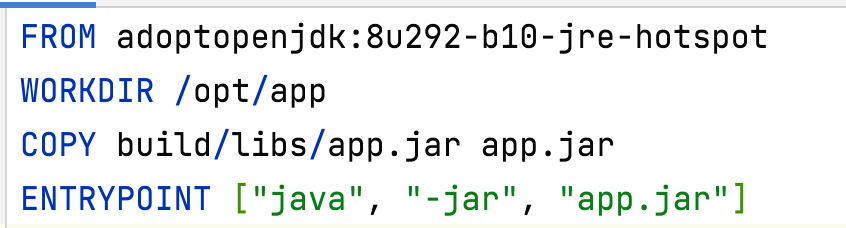 FROM adoptopenjdk:8u292-b10-jre-hotspot
WORKDIR /opt/app
COPY build/libs/app.jar app.jar
ENTRYPOINT ["java", "-jar", "app.jar"]